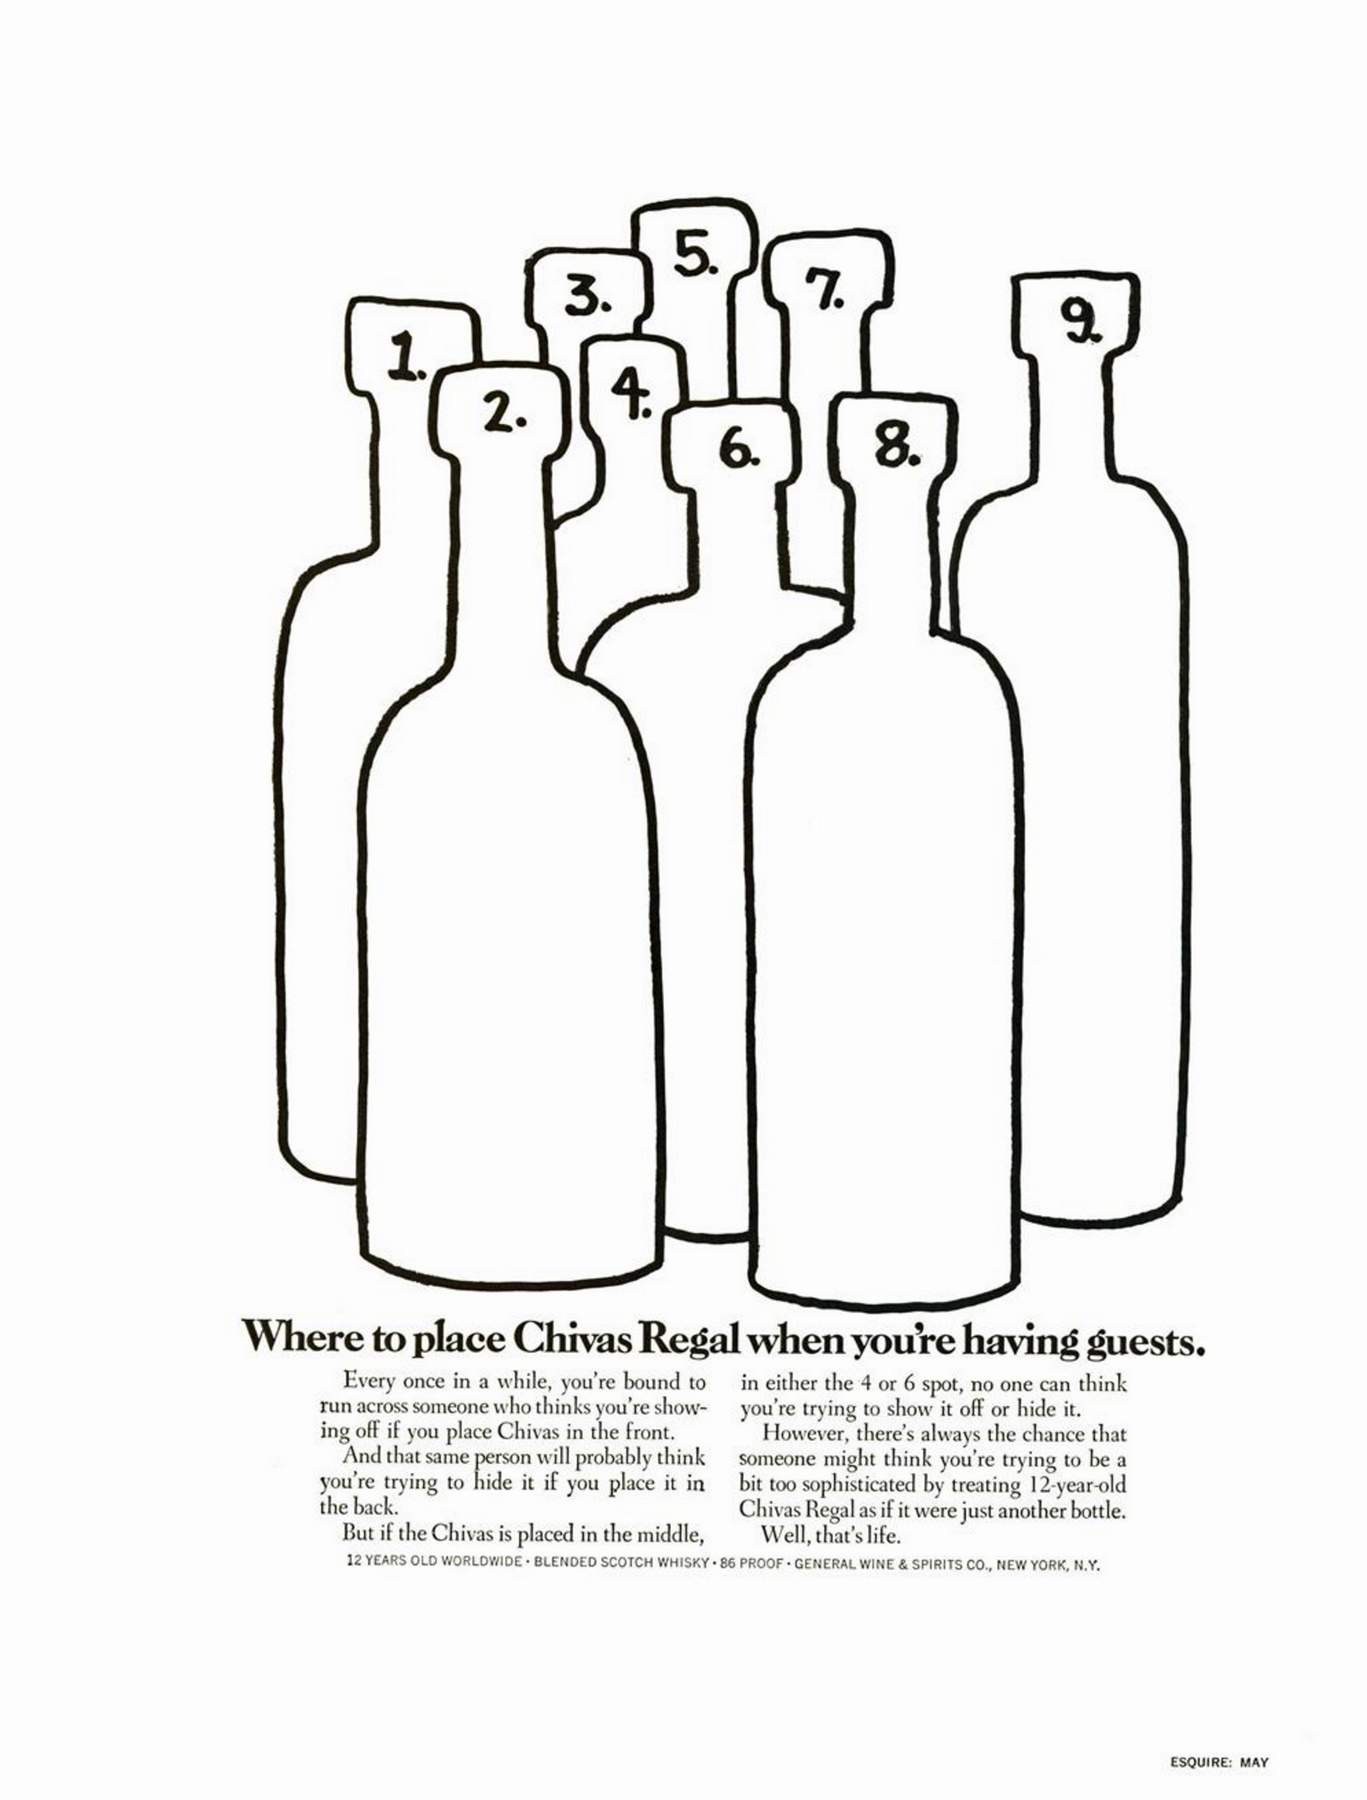 5.
7.
3.
9.
1.
4.
2.
6.
8.
Where to place Chivas Regal when you're having guests.
Every once in a while, you're bound to
run across someone who thinks you're show-
ing off if you place Chivas in the front.
And that same person will probably think
you're trying to hide it if you place it in
the back.
But if the Chivas is placed in the middle,
in either the 4 or 6 spot, no one can think
you're trying to show it off or hide it.
However, there's always the chance that
someone might think you're trying to be a
bit too sophisticated by treating 12-year-old
Chivas Regal as if it were just another bottle.
Well, that's life.
12 YEARS OLD WORLDWIDE • BLENDED SCOTCH WHISKY • 86 PROOF • GENERAL WINE & SPIRITS CO., NEW YORK, N.Y.
ESQUIRE: MAY